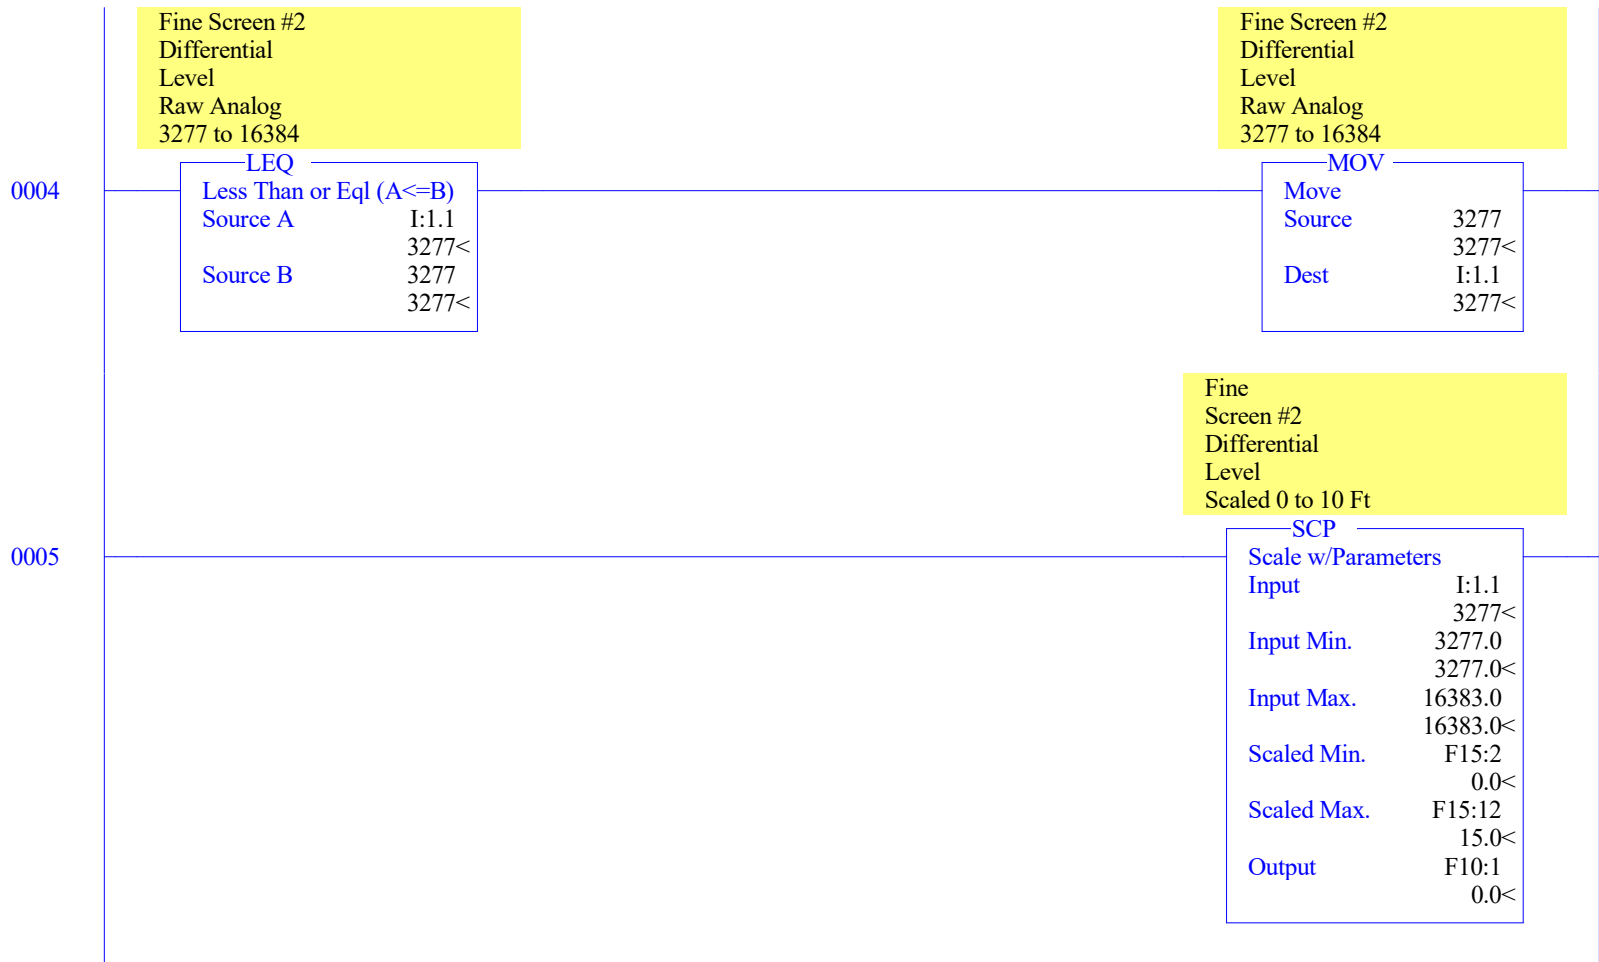 Fine Screen #2
Differential
Level
Raw Analog
3277 to 16384
LEQ
0004
Less Than or Eql (A<=B)
Source A I:1.1
3277<
Source B 3277
3277<
Fine Screen #2
Differential
Level
Raw Analog
3277 to 16384
MOV
Move
Source 3277
3277<
Dest I:1.1
3277<
Fine
Screen #2
Differential
Level
Scaled 0 to 10 Ft
SCP
0005
Scale w/Parameters
Input I:1.1
3277<
Input Min. 3277.0
3277.0<
Input Max. 16383.0
16383.0<
Scaled Min. F15:2
0.0<
Scaled Max. F15:12
15.0<
Output F10:1
0.0<